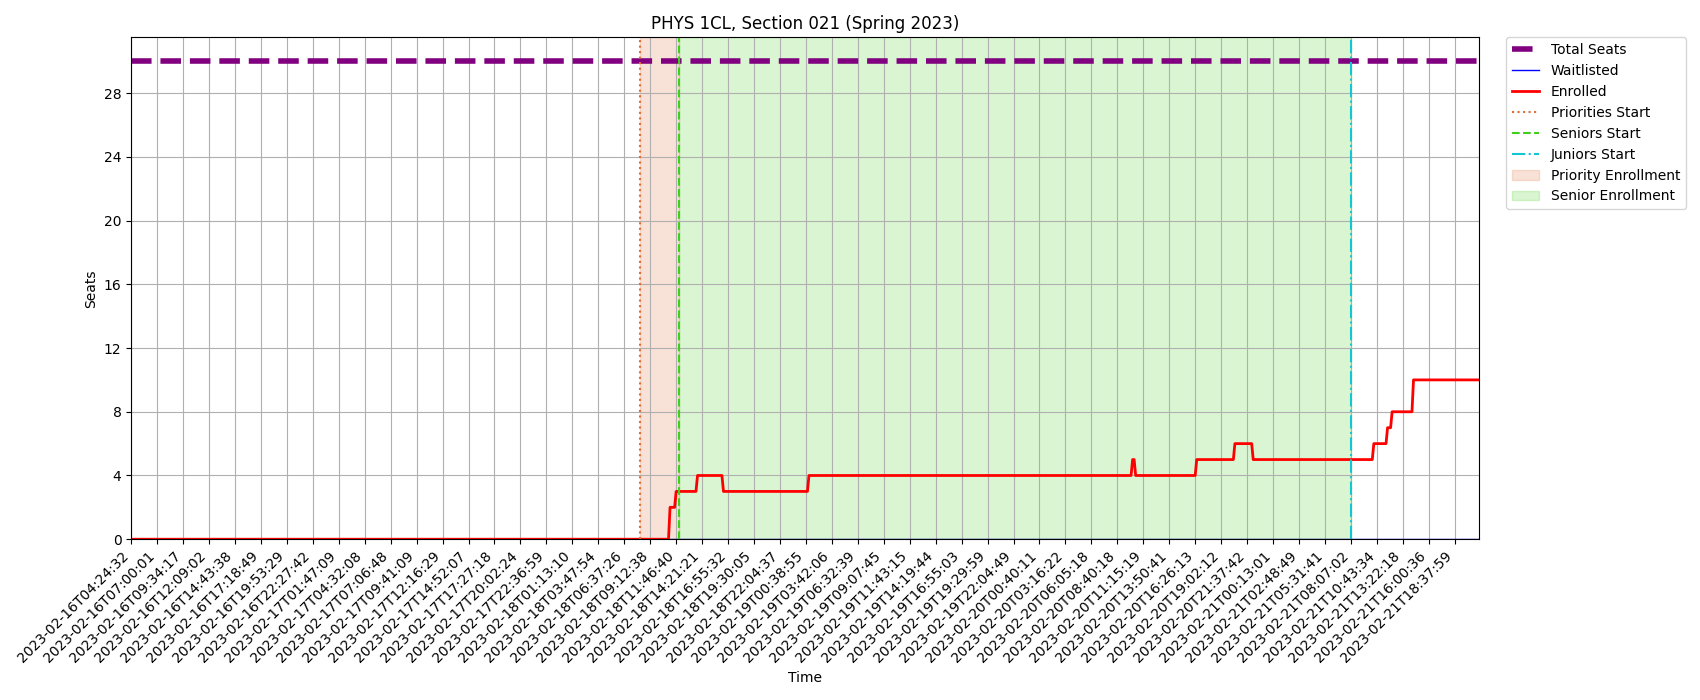 PHYS 1CL, Section 021 (Spring 2023)
Total Seats
Waitlisted
Enrolled
Priorities Start
Seniors Start
Juniors Start
Priority Enrollment
Senior Enrollment
Seats
28
24
20
16
12
8
4
0
2023-02-16T04:24:32
2023-02-16T07:00:01
2023-02-16T09:34:17
2023-02-16T12:09:02
2023-02-16T14:43:38
2023-02-16T17:18:49
2023-02-16T19:53:29
2023-02-16T22:27:42
2023-02-17T01:47:09
2023-02-17T04:32:08
2023-02-17T07:06:48
2023-02-17T09:41:09
2023-02-17T12:16:29
2023-02-17T14:52:07
2023-02-17T17:27:18
2023-02-17T20:02:24
2023-02-17T22:36:59
2023-02-18T01:13:10
2023-02-18T03:47:54
2023-02-18T06:37:26
2023-02-18T09:12:38
2023-02-18T11:46:40
2023-02-18T14:21:21
2023-02-18T16:55:32
2023-02-18T19:30:05
2023-02-18T22:04:37
2023-02-19T00:38:55
2023-02-19T03:42:06
2023-02-19T06:32:39
2023-02-19T09:07:45
2023-02-19T11:43:15
2023-02-19T14:19:44
2023-02-19T16:55:03
2023-02-19T19:29:59
2023-02-19T22:04:49
2023-02-20T00:40:11
2023-02-20T03:16:22
2023-02-20T06:05:18
2023-02-20T08:40:18
2023-02-20T11:15:19
2023-02-20T13:50:41
2023-02-20T16:26:13
2023-02-20T19:02:12
2023-02-20T21:37:42
2023-02-21T00:13:01
2023-02-21T02:48:49
2023-02-21T05:31:41
2023-02-21T08:07:02
2023-02-21T10:43:34
2023-02-21T13:22:18
2023-02-21T16:00:36
2023-02-21T18:37:59
Time